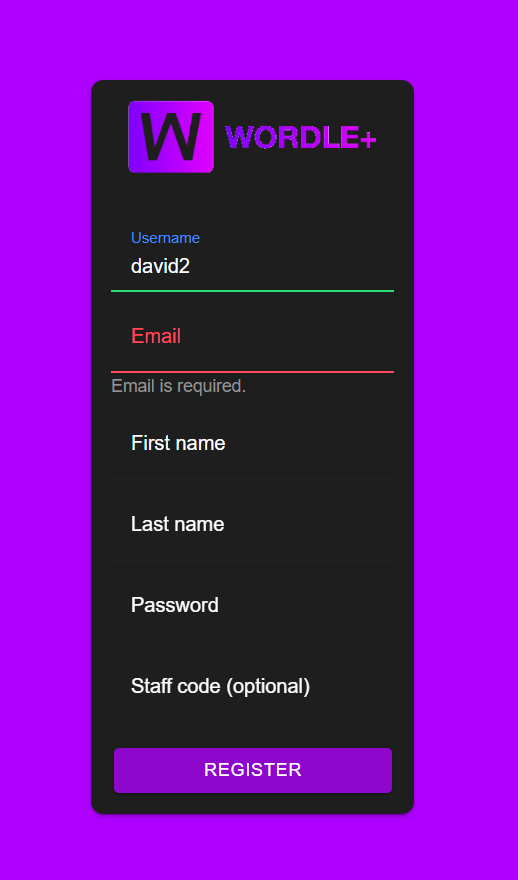 W WORDLE+
Username
david2
Email
Email is required.
First name
Last name
Password
Staff code (optional)
REGISTER